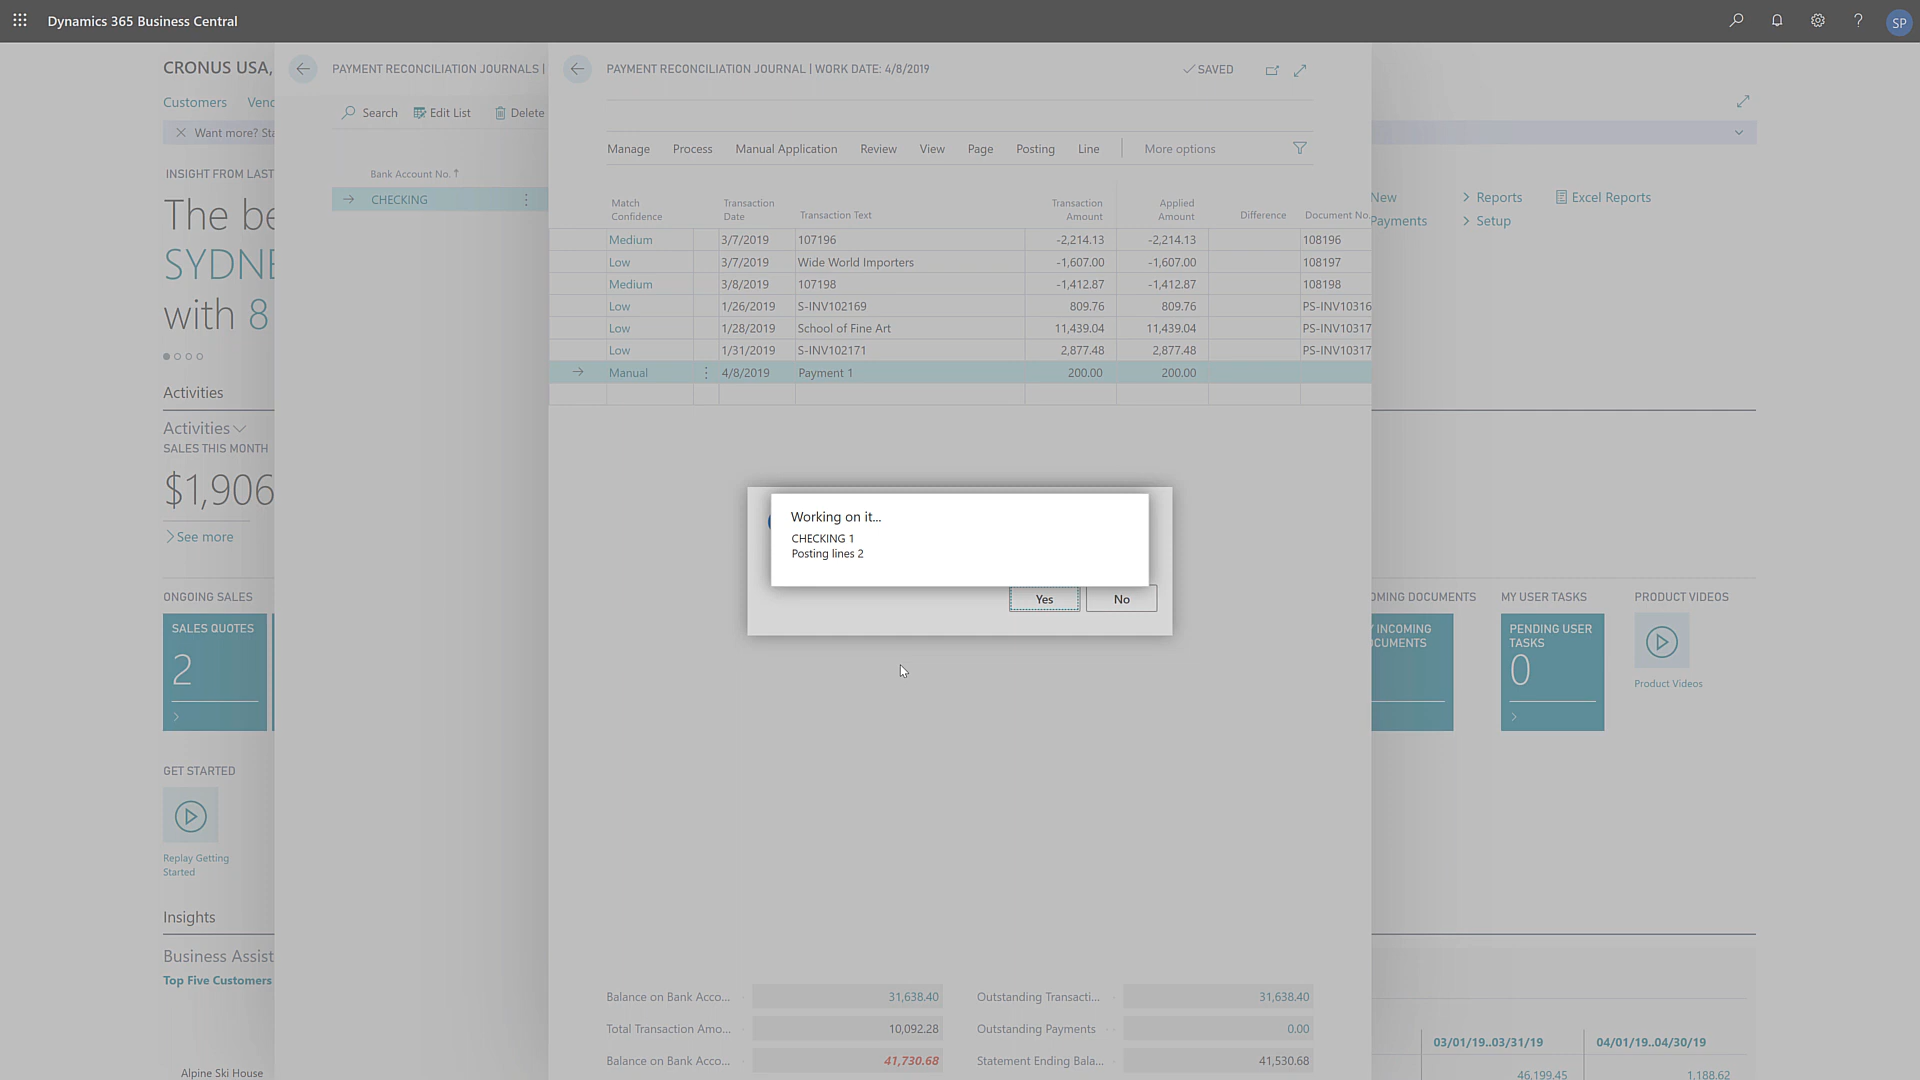 Dynamics 365 Business Central
SP
CRONUS USA,
Customers
Want more?
INSIGHT FROM LAST
The be
SYDNE
with 8
Activities
Activities
SALES THIS MONTH
$1,906
See more
ONGOING SALES
SALES QUOTES
2
GET STARTED
Replay Getting
Started
Insights
Business Assist
Top Five Customers
Alpine Ski House
PAYMENT RECONCILIATION JOURNALS |
Search Edit List Delete
Bank Account No. ↑
CHECKING
PAYMENT RECONCILIATION JOURNAL | WORK DATE: 4/8/2019
SAVED
Manage Process Manual Application Review View Page Posting Line More options
Match Confidence Transaction Date Transaction Text Transaction Amount Applied Amount Difference Document No.
Medium 3/7/2019 107196 -2,214.13 -2,214.13 108196
Low 3/7/2019 Wide World Importers -1,607.00 -1,607.00 108197
Medium 3/8/2019 107198 -1,412.87 -1,412.87 108198
Low 1/26/2019 S-INV102169 809.76 809.76 PS-INV10316
Low 1/28/2019 School of Fine Art 11,439.04 11,439.04 PS-INV10317
Low 1/31/2019 S-INV102171 2,877.48 2,877.48 PS-INV10317
Manual 4/8/2019 Payment 1 200.00 200.00
Working on it...
CHECKING 1
Posting lines 2
Yes No
Balance on Bank Acco... 31,638.40 Outstanding Transacti... 31,638.40
Total Transaction Amo... 10,092.28 Outstanding Payments 0.00
Balance on Bank Acco... 41,730.68 Statement Ending Bala... 41,530.68
New Reports Excel Reports
Payments Setup
OMING DOCUMENTS
INCOMING
CUMENTS
MY USER TASKS
PENDING USER
TASKS
0
PRODUCT VIDEOS
Product Videos
03/01/19..03/31/19 04/01/19..04/30/19
46,199.45 1,188.62